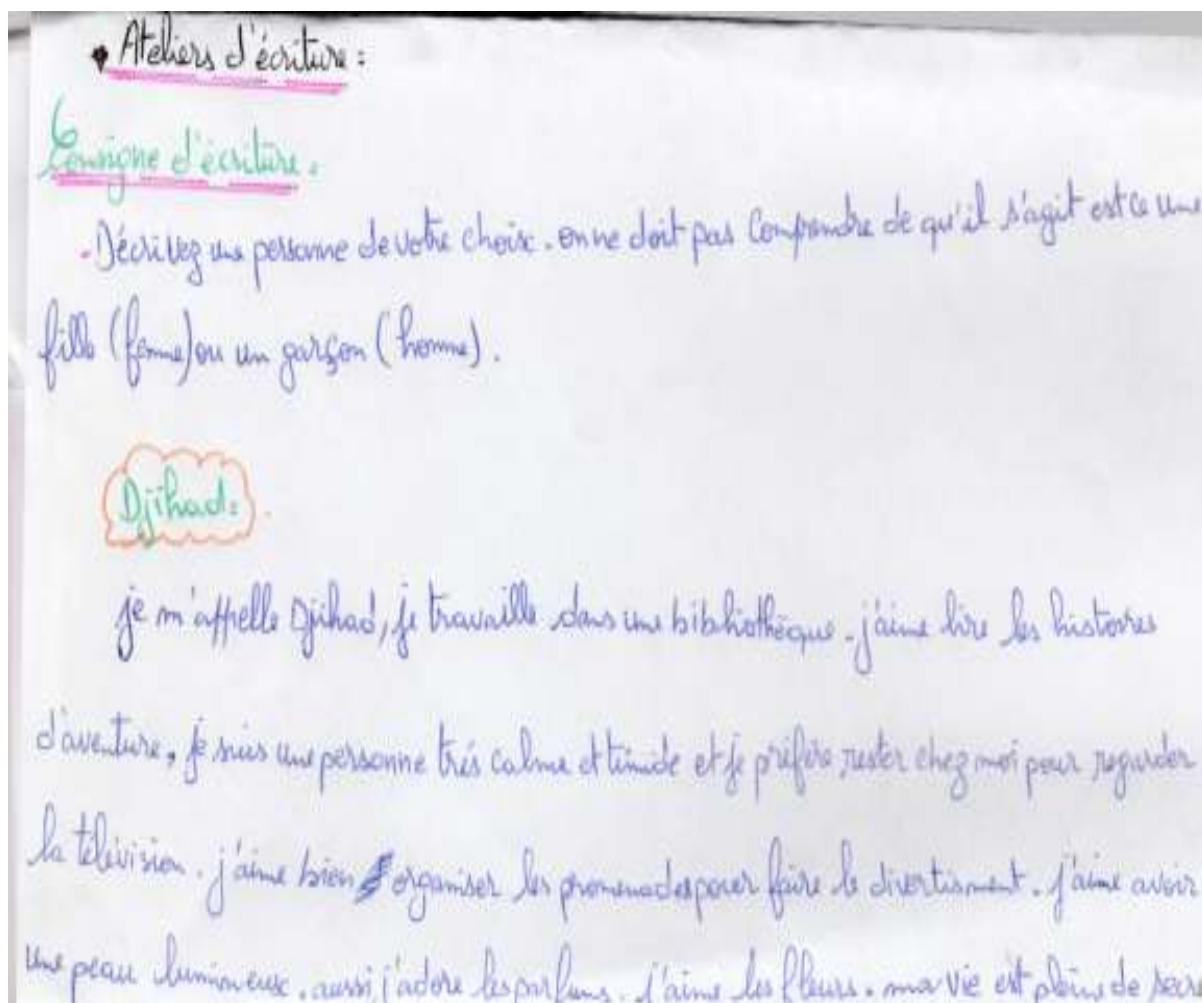 Ateliers d'écriture :
Consigne d'écriture :
- Décrivez une personne de votre choix. on ne doit pas comprendre de qu'il s'agit est ce une
fille (femme) ou un garçon (homme).
Djihad :
je m'appelle Djihad, je travaille dans une bibliothèque. j'aime lire les histoires
d'aventure, je suis une personne trés calme et timide et je préfère rester chez moi pour regarder
la télévision. j'aime bien organiser les promenades pour faire le divertisment. j'aime avoir
une peau lumineuse. aussi j'adore les parfums. j'aime les fleurs. ma vie est pleine de